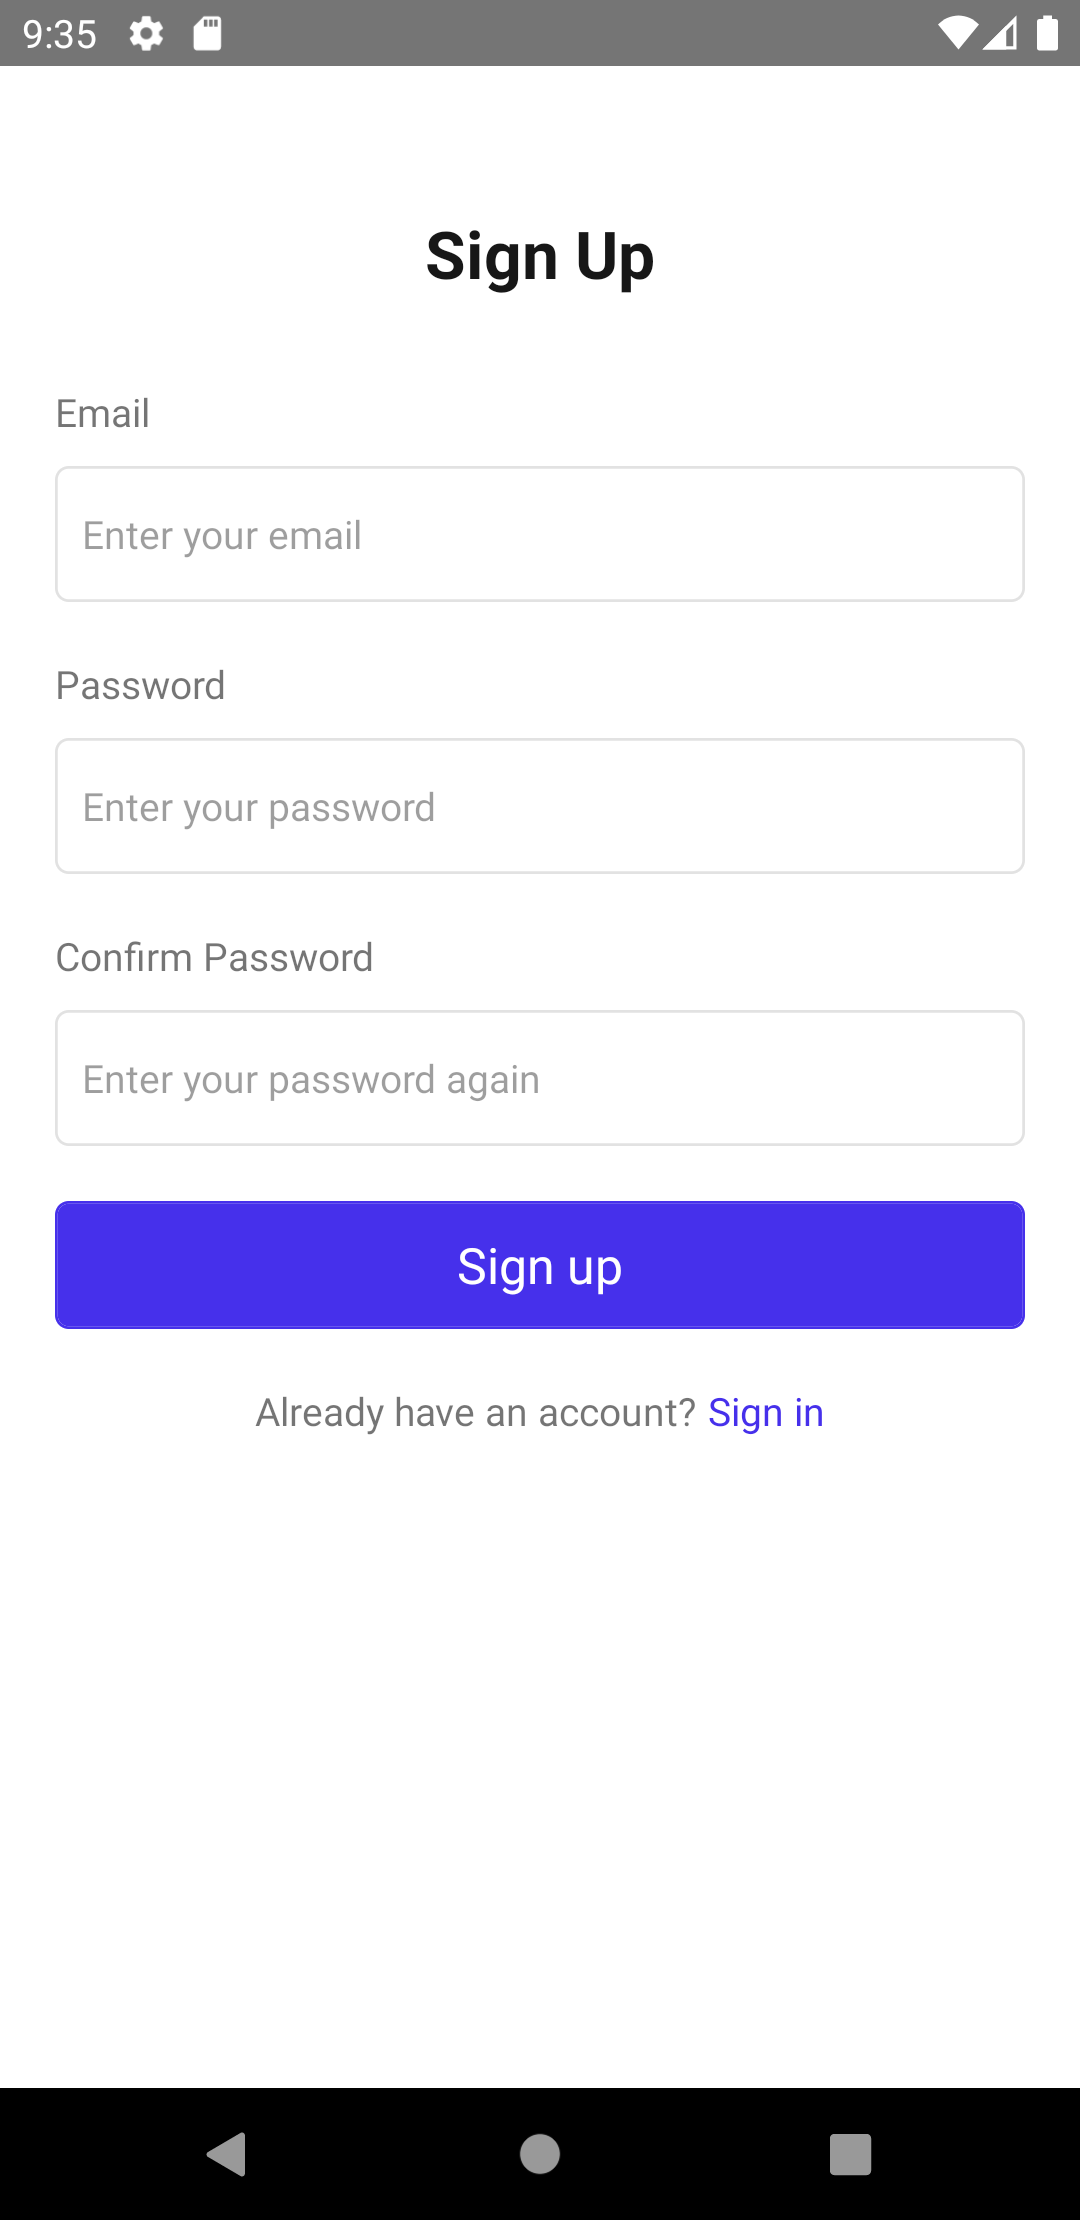 9:35
Sign Up
Email
Enter your email
Password
Enter your password
Confirm Password
Enter your password again
Sign up
Already have an account? Sign in